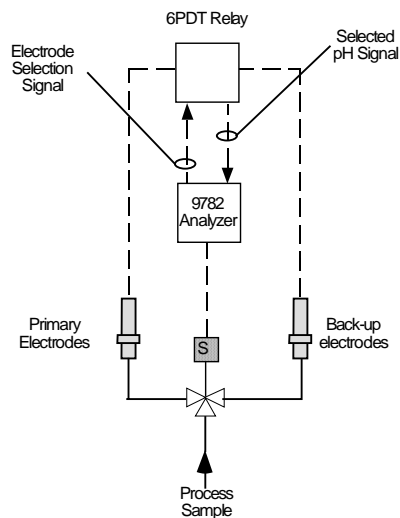 6PDT Relay
Electrode
Selection
Signal
Selected
pH Signal
9782
Analyzer
Primary
Electrodes
S
Back-up
electrodes
Process
Sample